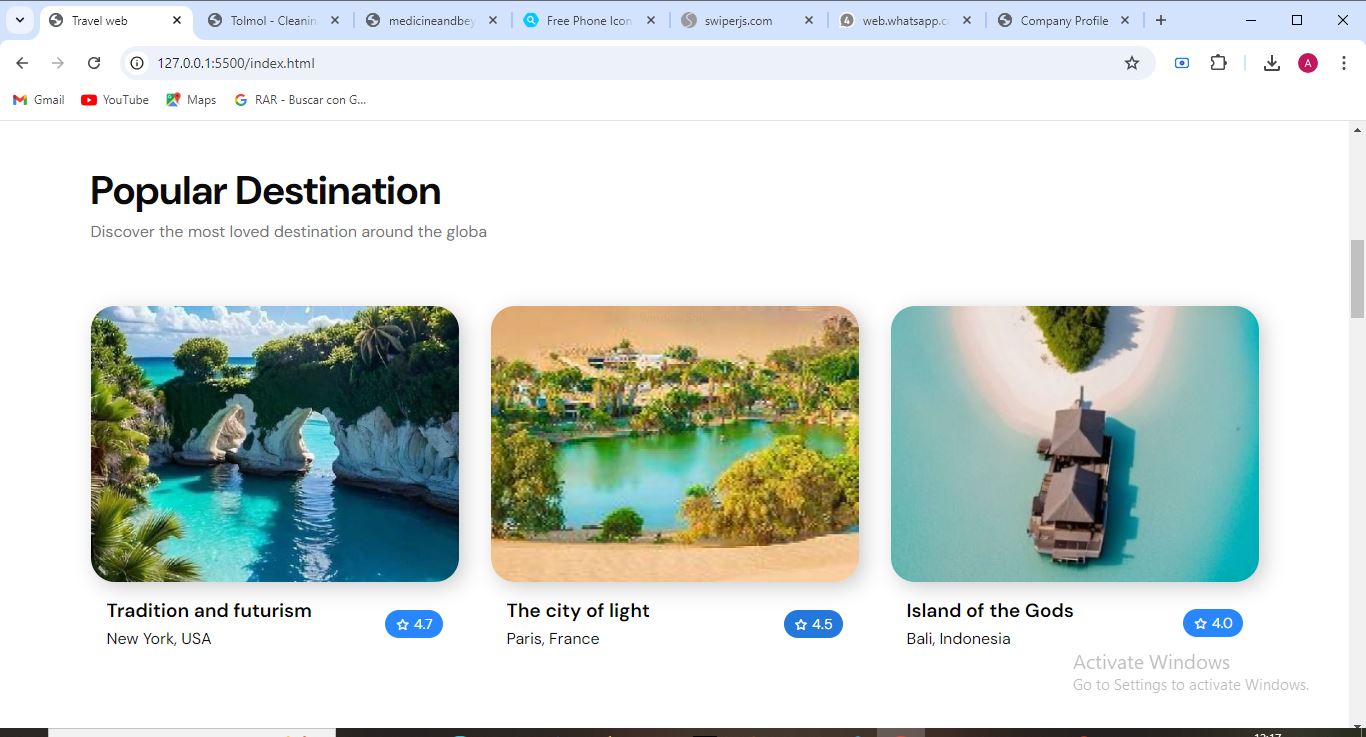 Travel web
Tolmol - Cleanin
medicineandbey
Free Phone Icon
swiperjs.com
4
web.whatsapp.c
Company Profile
127.0.0.1:5500/index.html
A
Gmail
YouTube
Maps
RAR - Buscar con G...
Popular Destination
Discover the most loved destination around the globa
Tradition and futurism
New York, USA
4.7
The city of light
Paris, France
4.5
Island of the Gods
Bali, Indonesia
4.0
Activate Windows
Go to Settings to activate Windows.